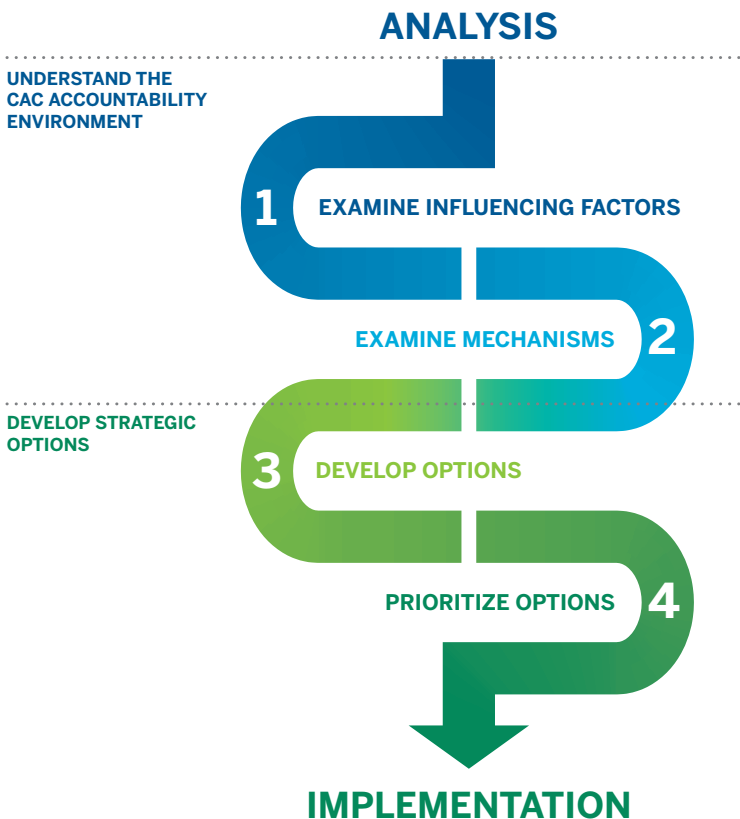 ANALYSIS
UNDERSTAND THE
CAC ACCOUNTABILITY
ENVIRONMENT
1
EXAMINE INFLUENCING FACTORS
EXAMINE MECHANISMS
2
DEVELOP STRATEGIC
OPTIONS
3
DEVELOP OPTIONS
PRIORITIZE OPTIONS
4
IMPLEMENTATION